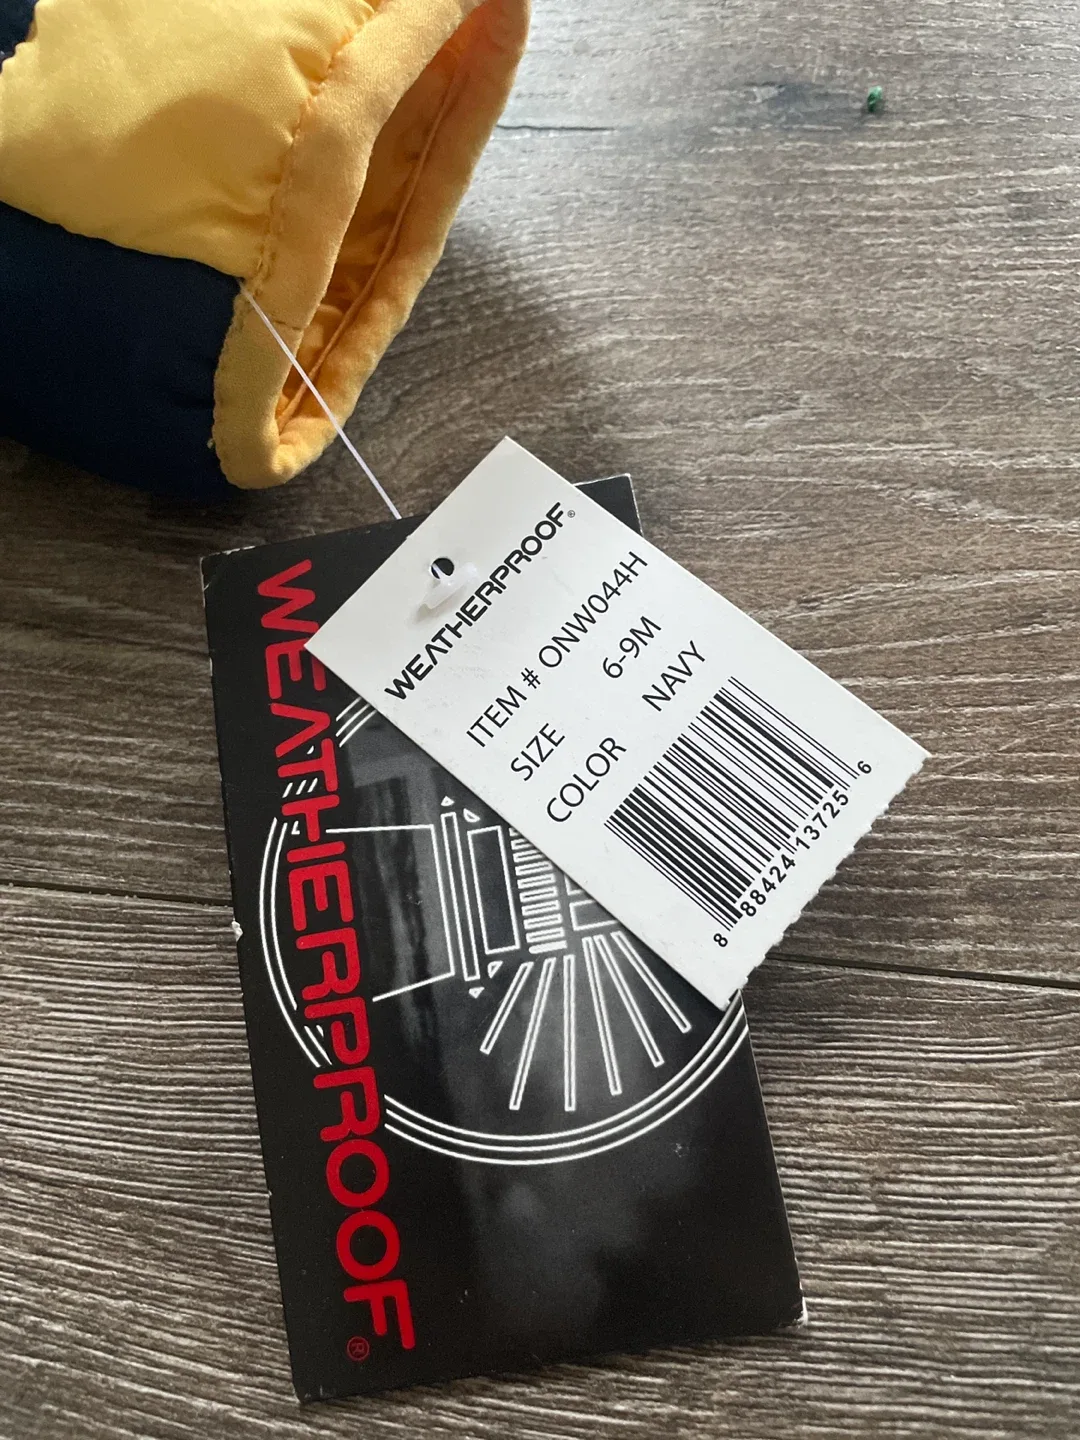 WEATHERPROOF®
ITEM # ONW044H
SIZE 6-9M
COLOR NAVY
8 88424 13725 6
WEATHERPROOF®